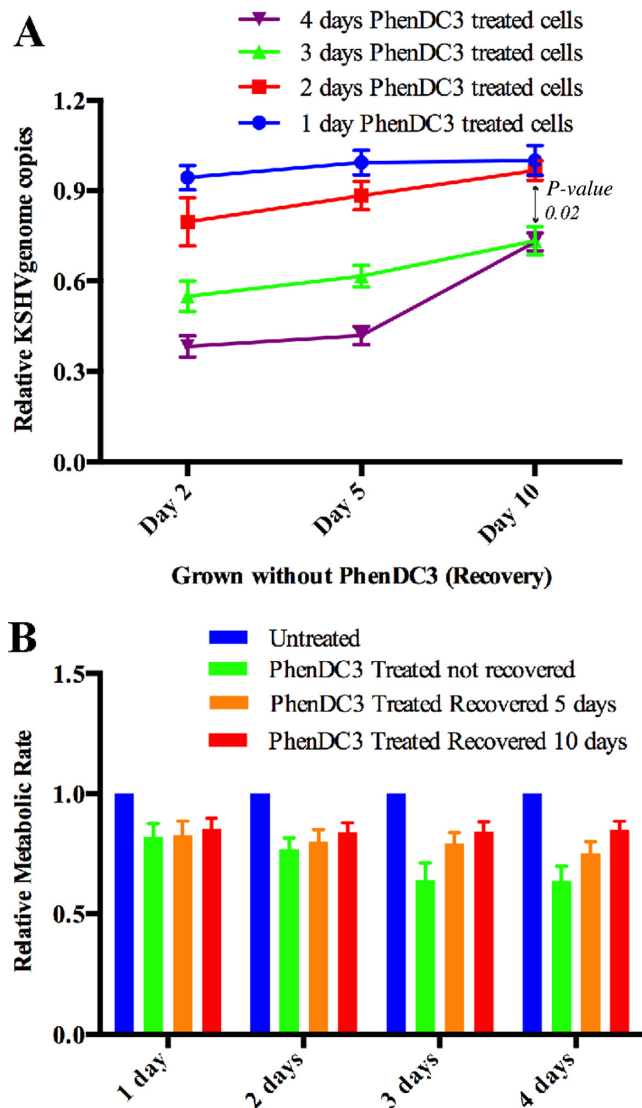 A
4 days PhenDC3 treated cells
3 days PhenDC3 treated cells
2 days PhenDC3 treated cells
1 day PhenDC3 treated cells
Relative KSHVgenome copies
1.2
0.9
0.6
0.3
0.0
P-value
0.02
Day 2
Day 5
Day 10
Grown without PhenDC3 (Recovery)
B
Untreated
PhenDC3 Treated not recovered
PhenDC3 Treated Recovered 5 days
PhenDC3 Treated Recovered 10 days
Relative Metabolic Rate
1.5
1.0
0.5
0.0
1 day
2 days
3 days
4 days